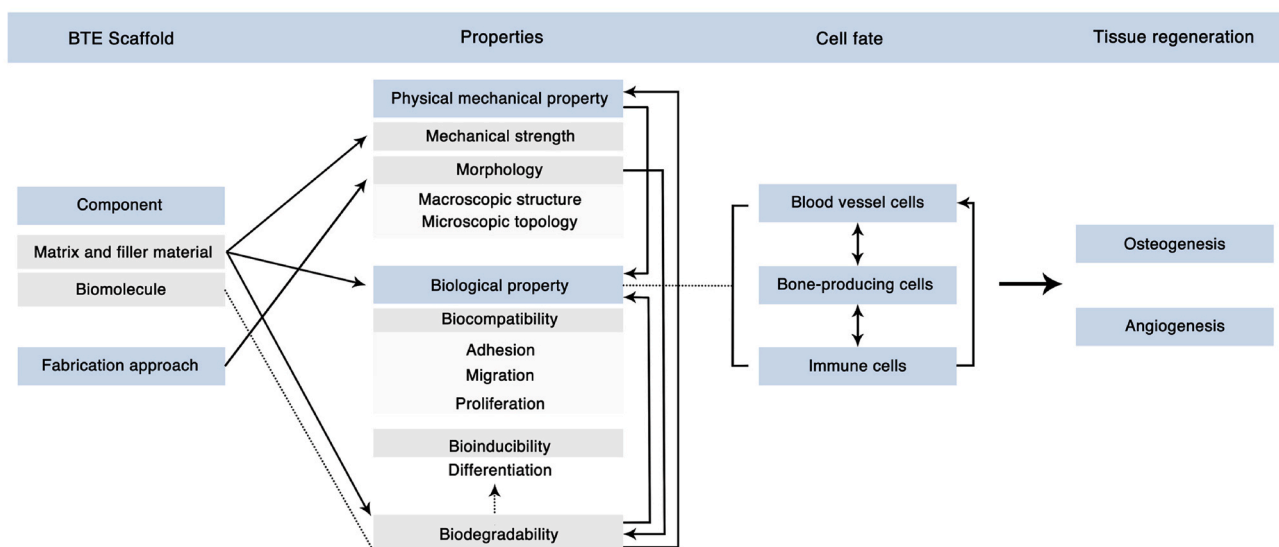 BTE Scaffold
Properties
Cell fate
Tissue regeneration
Component
Matrix and filler material
Biomolecule
Fabrication approach
Physical mechanical property
Mechanical strength
Morphology
Macroscopic structure
Microscopic topology
Biological property
Biocompatibility
Adhesion
Migration
Proliferation
Bioinducibility
Differentiation
Biodegradability
Blood vessel cells
Bone-producing cells
Immune cells
Osteogenesis
Angiogenesis